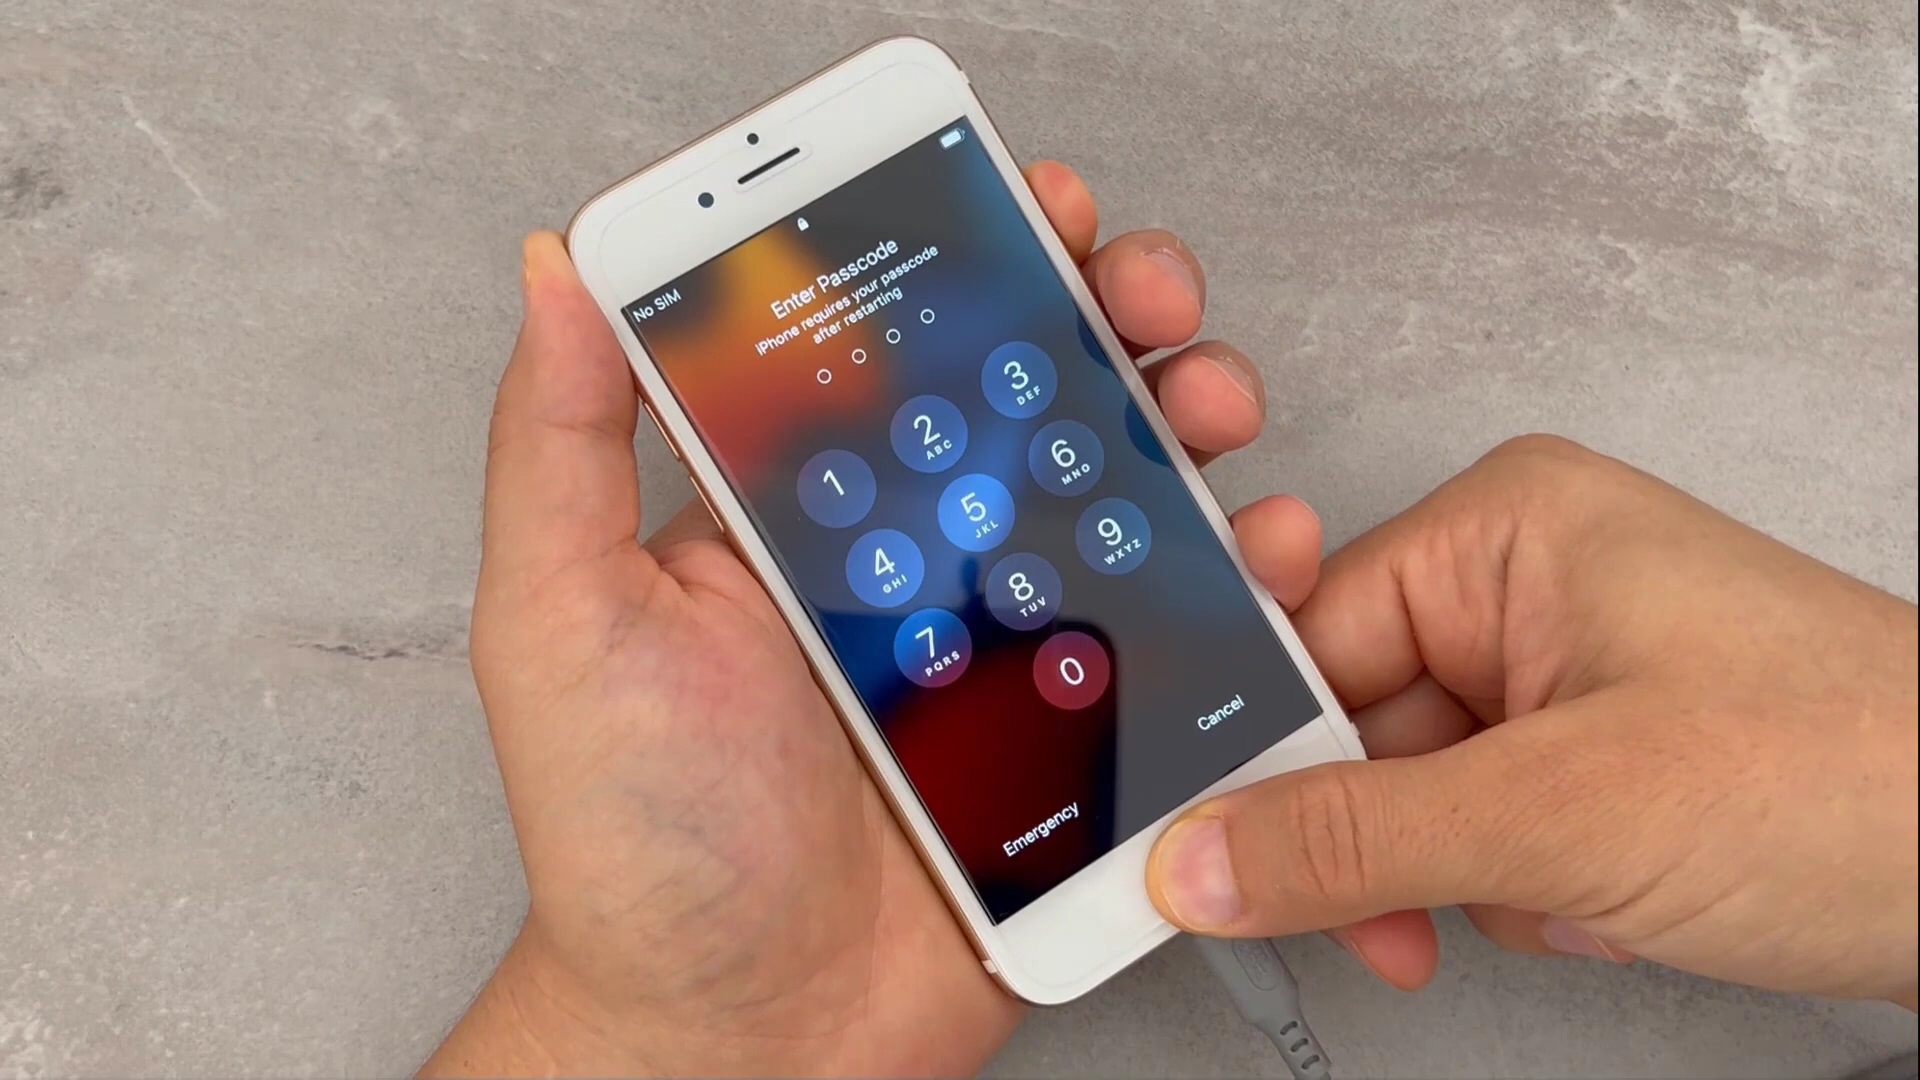 No SIM
Enter Passcode
iPhone requires your passcode
after restarting
1
2
ABC
3
DEF
4
GHI
5
JKL
6
MNO
7
PQRS
8
TUV
9
WXYZ
0
Emergency
Cancel